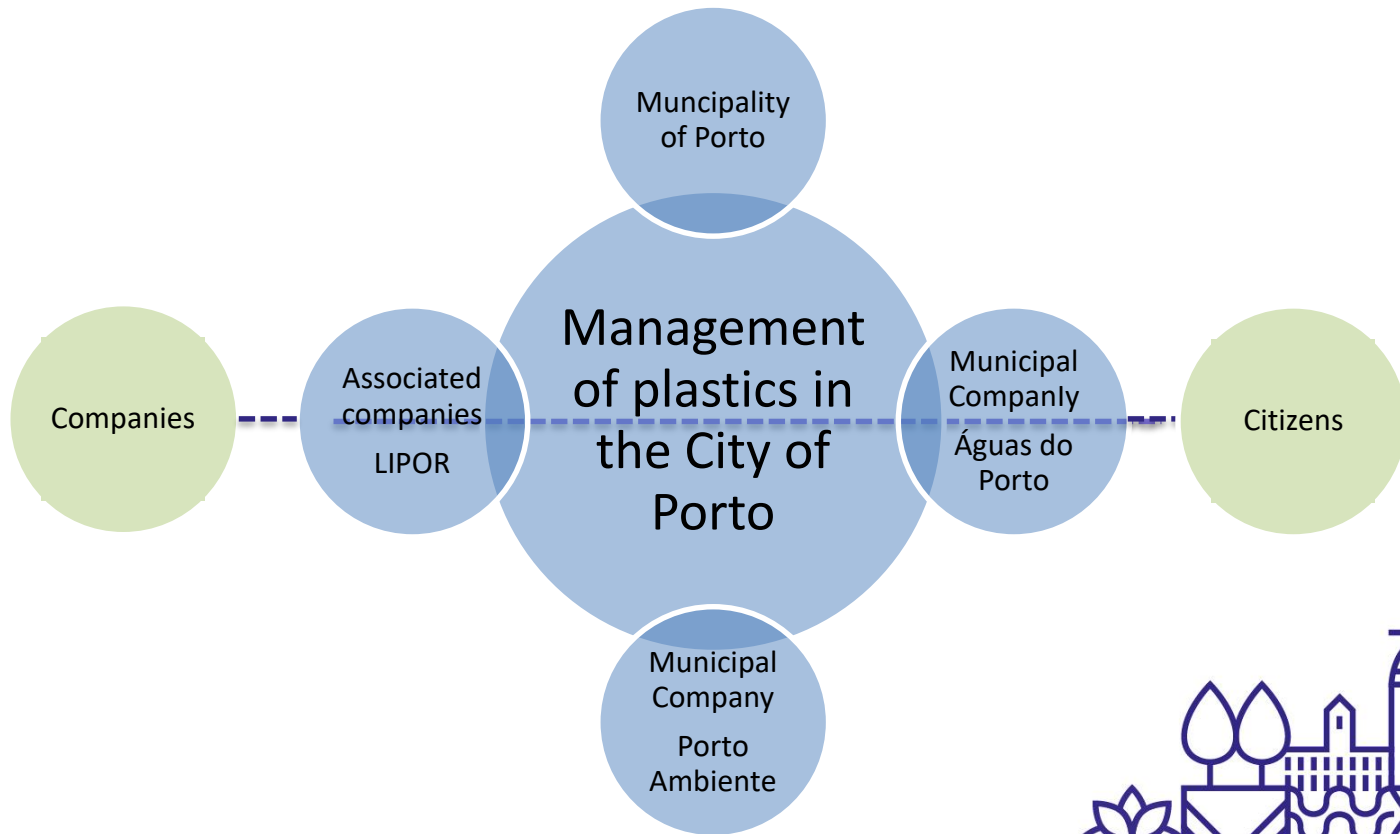 Muncipality
of Porto
Management
of plastics in
the City of
Porto
Companies
Associated
companies
LIPOR
Municipal
Companly
Águas do
Porto
Citizens
Municipal
Company
Porto
Ambiente